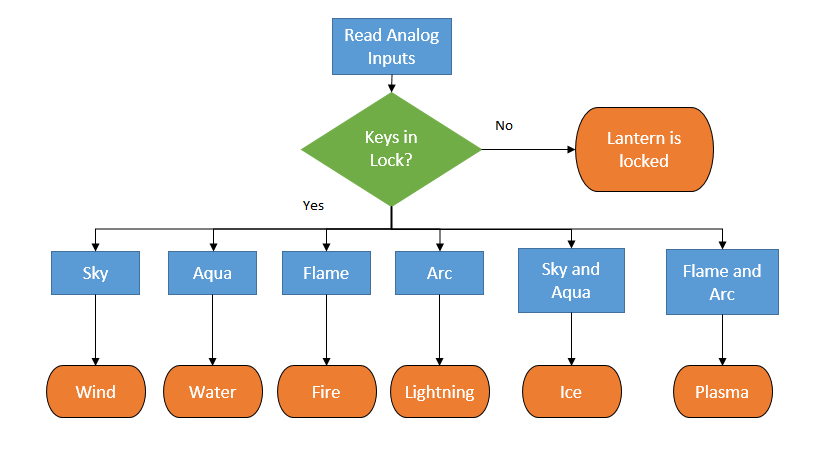 Read Analog
Inputs
Keys in
Lock?
No
Lantern is
locked
Yes
Sky
Aqua
Flame
Arc
Sky and
Aqua
Flame and
Arc
Wind
Water
Fire
Lightning
Ice
Plasma